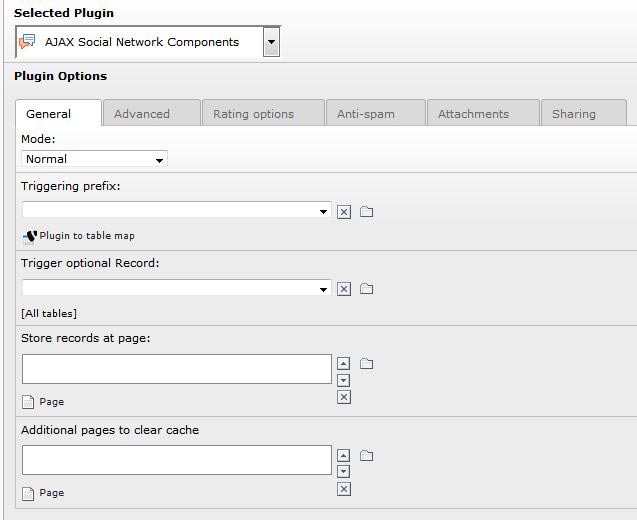 Selected Plugin
AJAX Social Network Components
Plugin Options
General Advanced Rating options Anti-spam Attachments Sharing
Mode:
Normal
Triggering prefix:
Plugin to table map
Trigger optional Record:
[All tables]
Store records at page:
Page
Additional pages to clear cache
Page